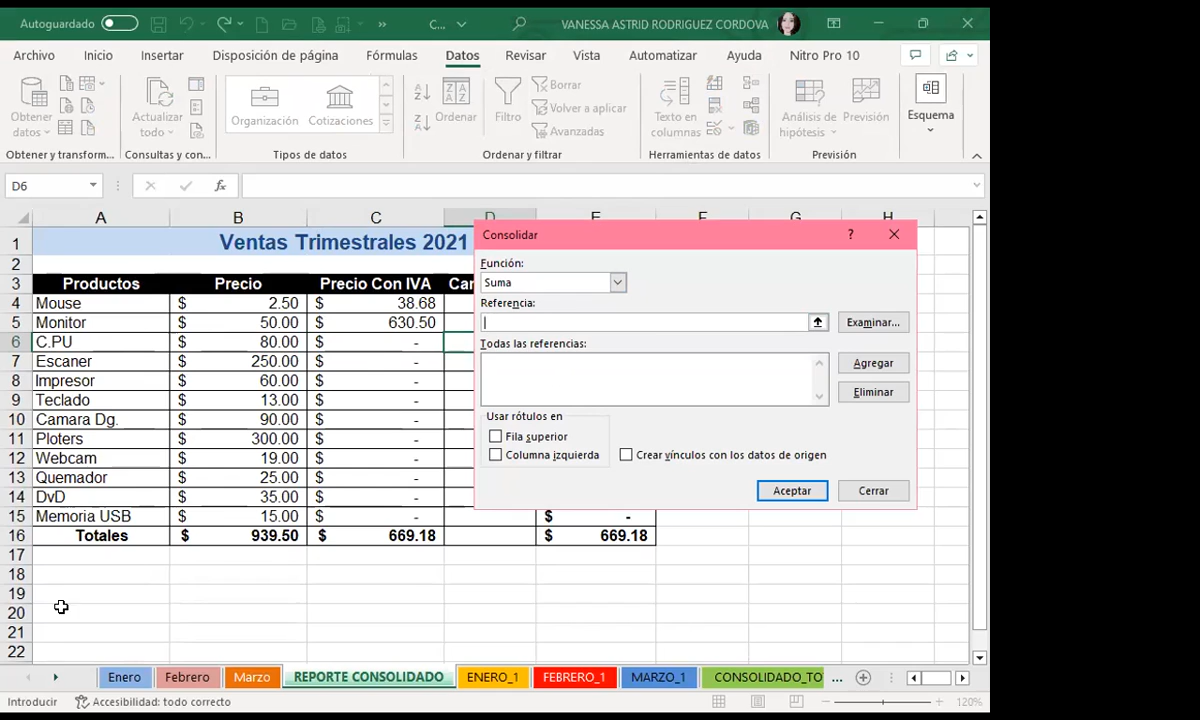 Autoguardado
»
C...
VANESSA ASTRID RODRIGUEZ CORDOVA
Archivo Inicio Insertar Disposición de página Fórmulas Datos Revisar Vista Automatizar Ayuda Nitro Pro 10
Obtener datos
Actualizar todo
Organización Cotizaciones
Ordenar
Filtro
Borrar
Volver a aplicar
Avanzadas
Texto en columnas
Análisis de hipótesis
Previsión
Esquema
Obtener y transform... Consultas y con... Tipos de datos Ordenar y filtrar Herramientas de datos Previsión
D6 fx
A B C D E F G H
1 Ventas Trimestrales 2021
2
3 Productos Precio Precio Con IVA Can
4 Mouse $ 2.50 $ 38.68
5 Monitor $ 50.00 $ 630.50
6 C.PU $ 80.00 $ -
7 Escaner $ 250.00 $ -
8 Impresor $ 60.00 $ -
9 Teclado $ 13.00 $ -
10 Camara Dg. $ 90.00 $ -
11 Ploters $ 300.00 $ -
12 Webcam $ 19.00 $ -
13 Quemador $ 25.00 $ -
14 DvD $ 35.00 $ -
15 Memoria USB $ 15.00 $ - $ -
16 Totales $ 939.50 $ 669.18 $ 669.18
17
18
19
20
21
22
Consolidar ?
Función:
Suma
Referencia:
Examinar...
Todas las referencias:
Agregar
Eliminar
Usar rótulos en
Fila superior
Columna izquierda Crear vínculos con los datos de origen
Aceptar Cerrar
Enero Febrero Marzo REPORTE CONSOLIDADO ENERO_1 FEBRERO_1 MARZO_1 CONSOLIDADO_TO ...
Introducir Accesibilidad: todo correcto 120%